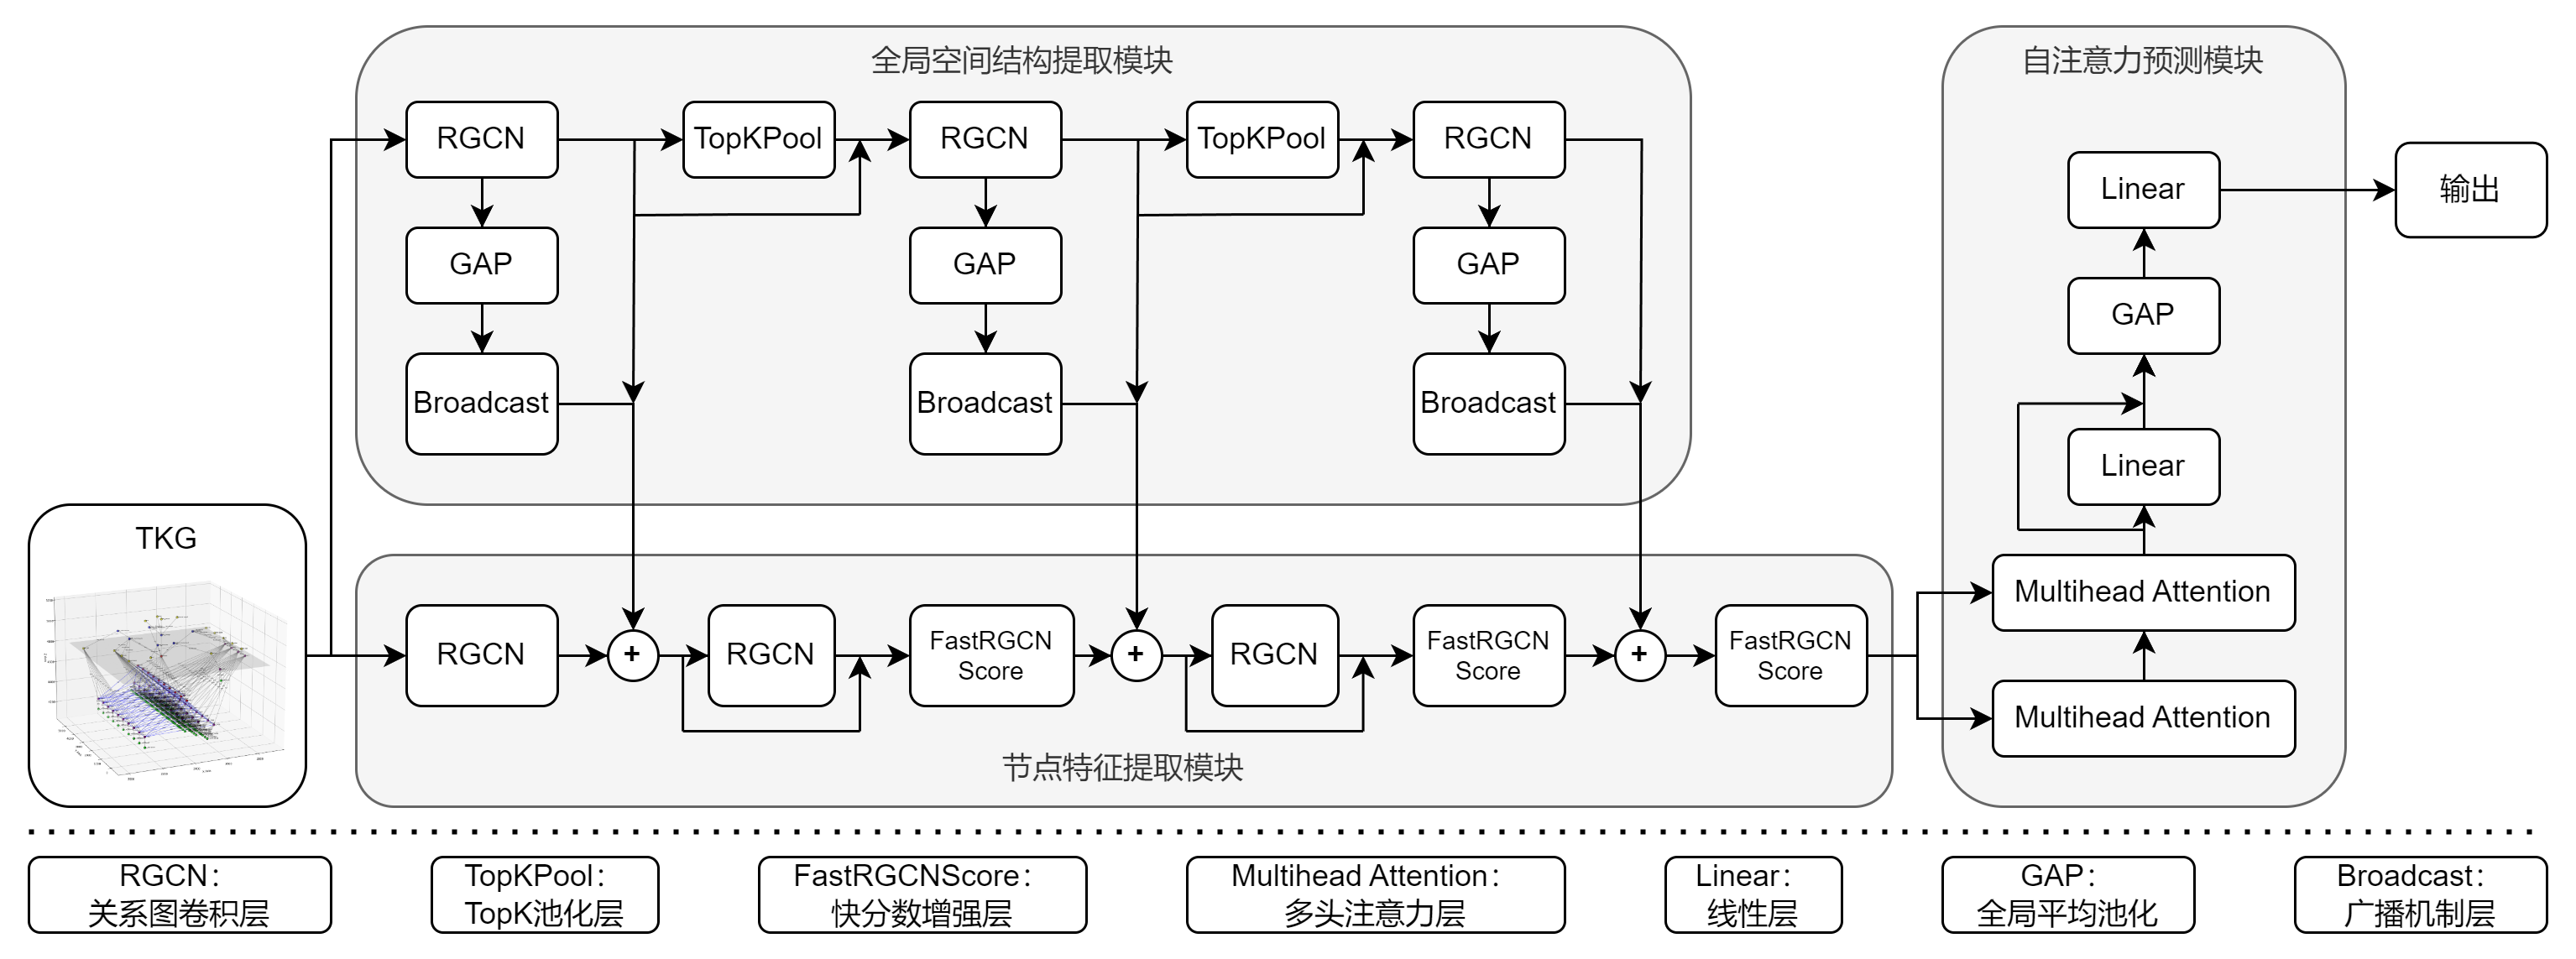 全局空间结构提取模块
自注意力预测模块
RGCN
TopKPool
RGCN
TopKPool
RGCN
Linear
输出
GAP
GAP
GAP
GAP
Broadcast
Broadcast
Broadcast
Linear
TKG
Multihead Attention
RGCN
+
RGCN
FastRGCN
Score
+
RGCN
FastRGCN
Score
+
FastRGCN
Score
Multihead Attention
节点特征提取模块
RGCN：
关系图卷积层
TopKPool：
TopK池化层
FastRGCNScore：
快分数增强层
Multihead Attention：
多头注意力层
Linear：
线性层
GAP：
全局平均池化
Broadcast：
广播机制层